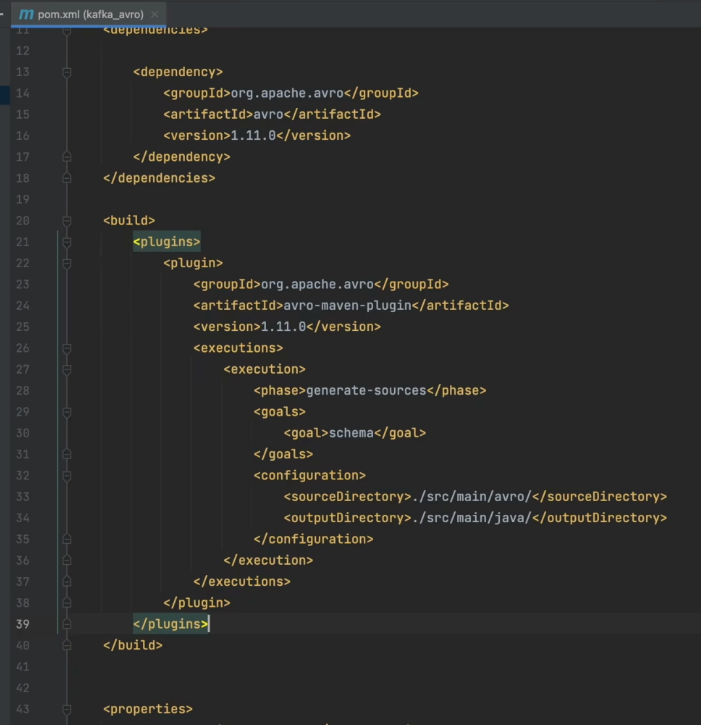 m pom.xml (kafka_avro) ×
11 <dependencies>
12
13 <dependency>
14 <groupId>org.apache.avro</groupId>
15 <artifactId>avro</artifactId>
16 <version>1.11.0</version>
17 </dependency>
18 </dependencies>
19
20 <build>
21 <plugins>
22 <plugin>
23 <groupId>org.apache.avro</groupId>
24 <artifactId>avro-maven-plugin</artifactId>
25 <version>1.11.0</version>
26 <executions>
27 <execution>
28 <phase>generate-sources</phase>
29 <goals>
30 <goal>schema</goal>
31 </goals>
32 <configuration>
33 <sourceDirectory>./src/main/avro/</sourceDirectory>
34 <outputDirectory>./src/main/java/</outputDirectory>
35 </configuration>
36 </execution>
37 </executions>
38 </plugin>
39 </plugins>
40 </build>
41
42
43 <properties>